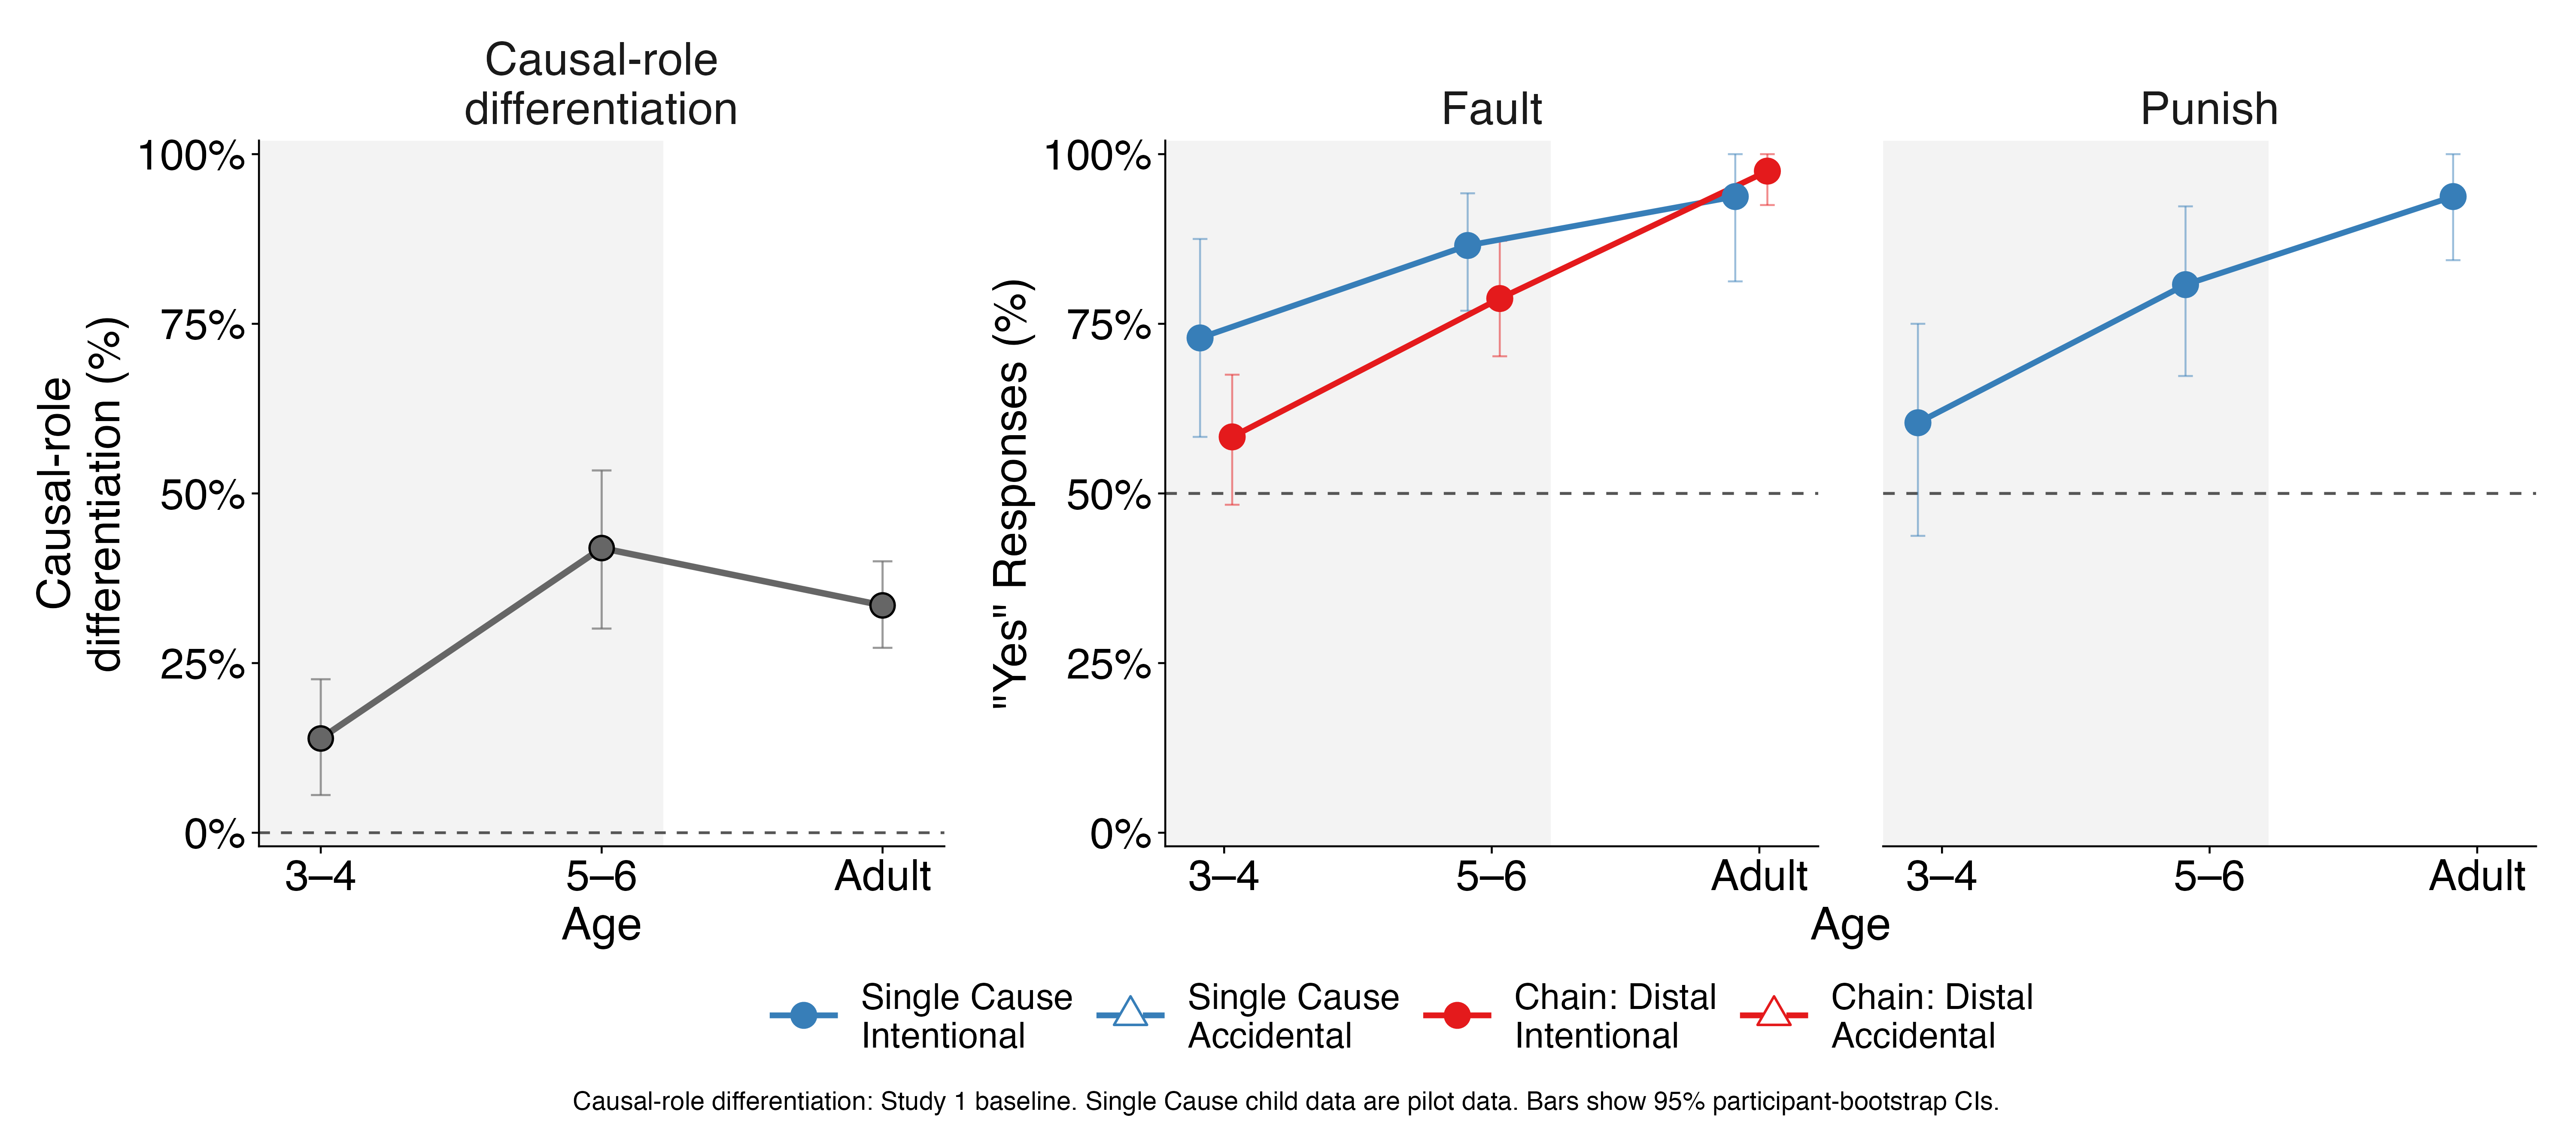 Causal-role
differentiation
Causal-role
differentiation (%)
100%
75%
50%
25%
0%
3–4
5–6
Adult
Age
Fault
Punish
"Yes" Responses (%)
100%
75%
50%
25%
0%
3–4
5–6
Adult
3–4
5–6
Adult
Age
Single Cause
Intentional
Single Cause
Accidental
Chain: Distal
Intentional
Chain: Distal
Accidental
Causal-role differentiation: Study 1 baseline. Single Cause child data are pilot data. Bars show 95% participant-bootstrap CIs.